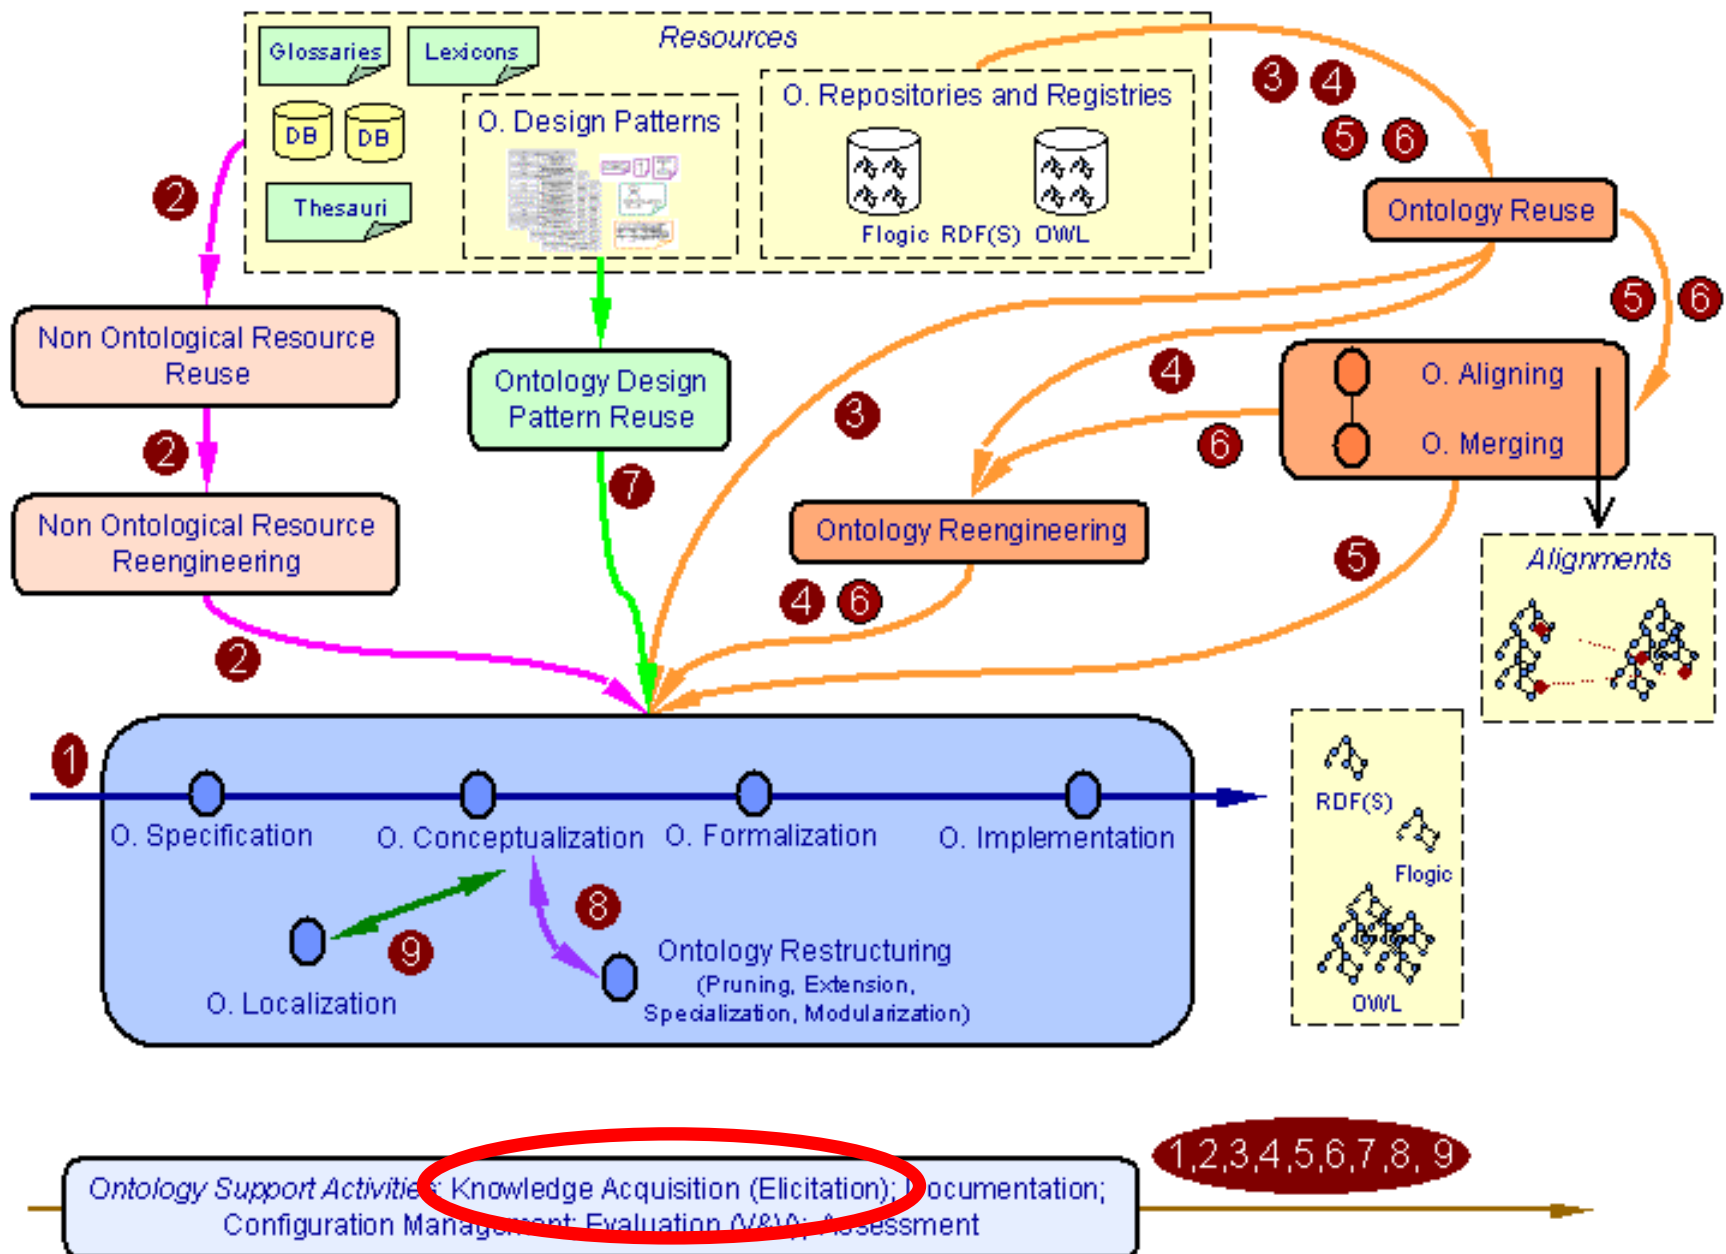 Resources
Glossaries
Lexicons
DB
DB
Thesauri
O. Design Patterns
O. Repositories and Registries
Flogic RDF(S) OWL
3 4
5 6
2
Ontology Reuse
5 6
Non Ontological Resource
Reuse
Ontology Design
Pattern Reuse
4
3
O. Aligning
O. Merging
6
2
7
Non Ontological Resource
Reengineering
Ontology Reengineering
5
Alignments
4 6
2
1
O. Specification
O. Conceptualization
O. Formalization
O. Implementation
RDF(S)
Flogic
OWL
8
9
O. Localization
Ontology Restructuring
(Pruning, Extension,
Specialization, Modularization)
1,2,3,4,5,6,7,8, 9
Ontology Support Activities: Knowledge Acquisition (Elicitation); Documentation;
Configuration Management; Evaluation (V&V); Assessment